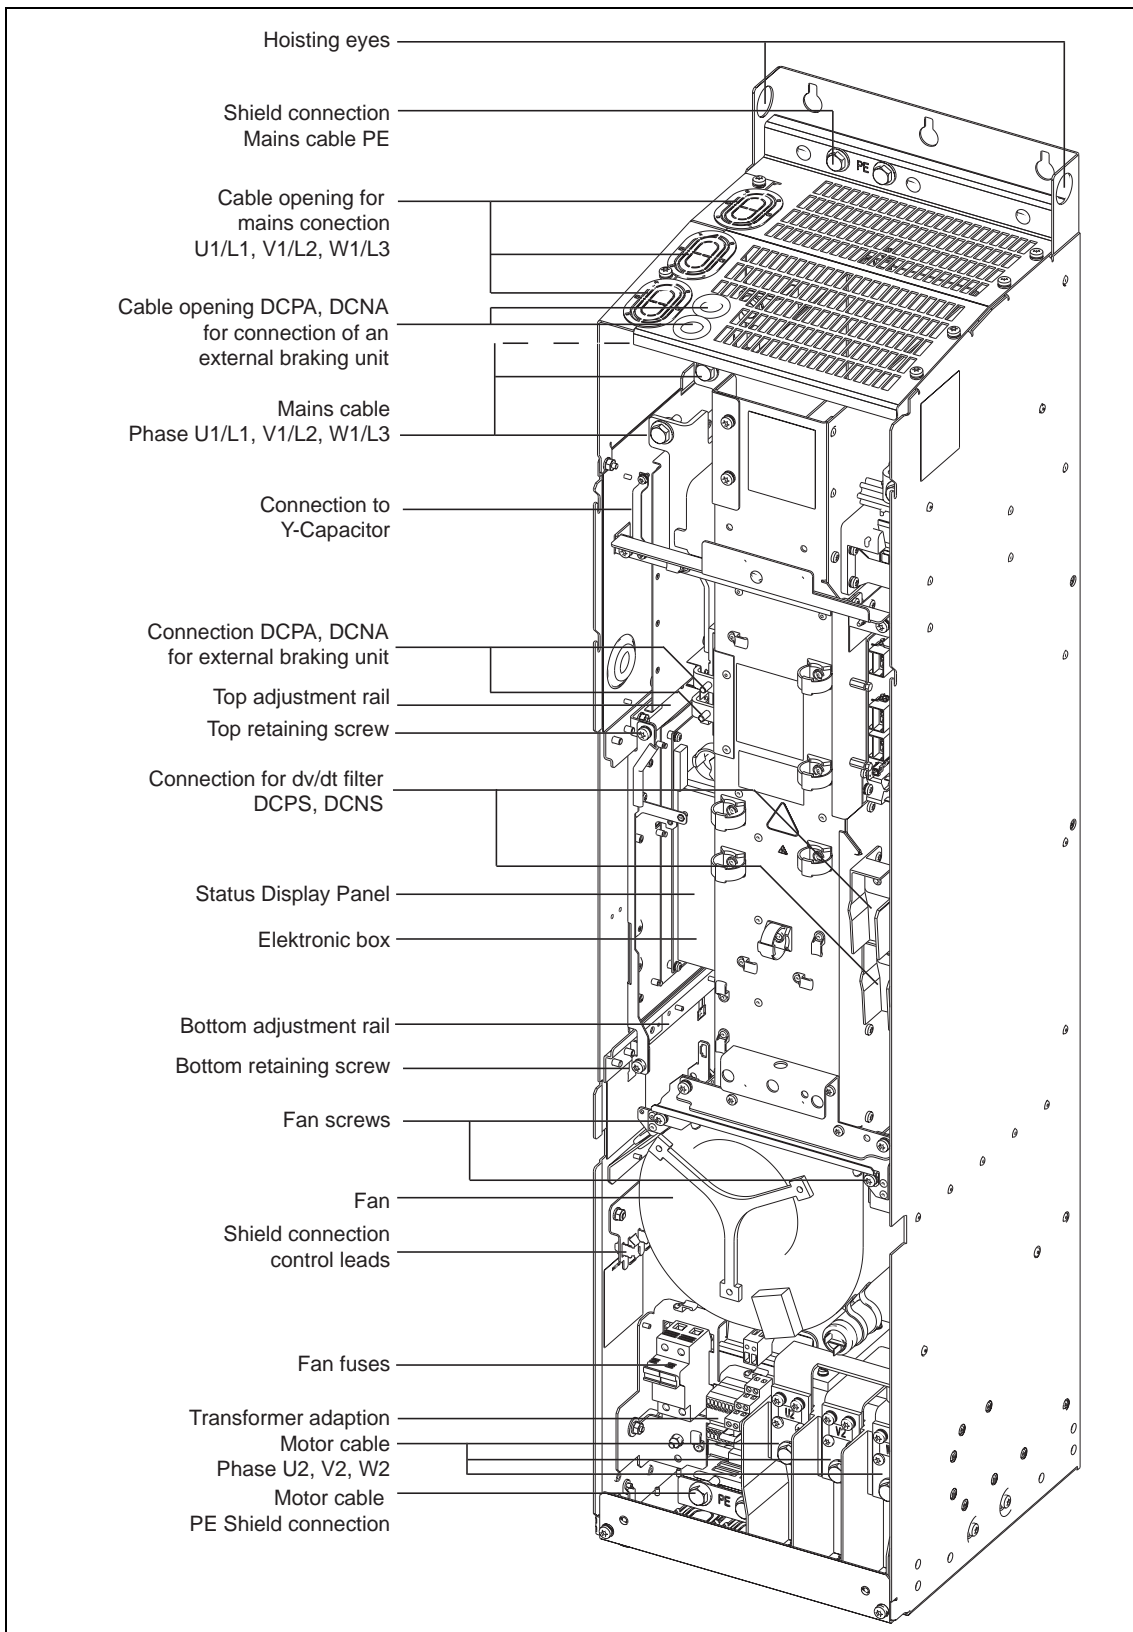 Hoisting eyes
Shield connection
Mains cable PE
PE
Cable opening for
mains conection
U1/L1, V1/L2, W1/L3
Cable opening DCPA, DCNA
for connection of an
external braking unit
Mains cable
Phase U1/L1, V1/L2, W1/L3
Connection to
Y-Capacitor
Connection DCPA, DCNA
for external braking unit
Top adjustment rail
Top retaining screw
Connection for dv/dt filter
DCPS, DCNS
Status Display Panel
Elektronic box
Bottom adjustment rail
Bottom retaining screw
Fan screws
Fan
Shield connection
control leads
Fan fuses
Transformer adaption
Motor cable
Phase U2, V2, W2
U2
V2
Motor cable
PE Shield connection
PE